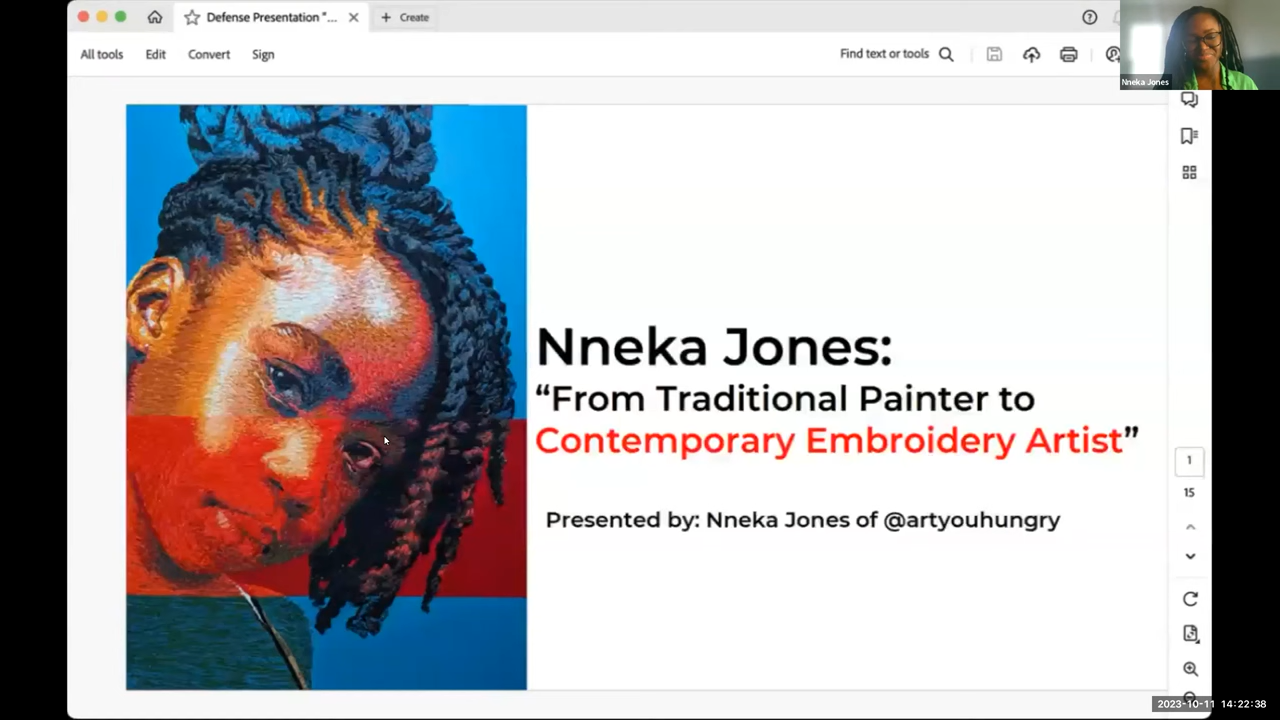 Defense Presentation "...
Create
All tools
Edit
Convert
Sign
Find text or tools
Nneka Jones
Nneka Jones:
“From Traditional Painter to
Contemporary Embroidery Artist”
Presented by: Nneka Jones of @artyouhungry
1
15
2023-10-11 14:22:38